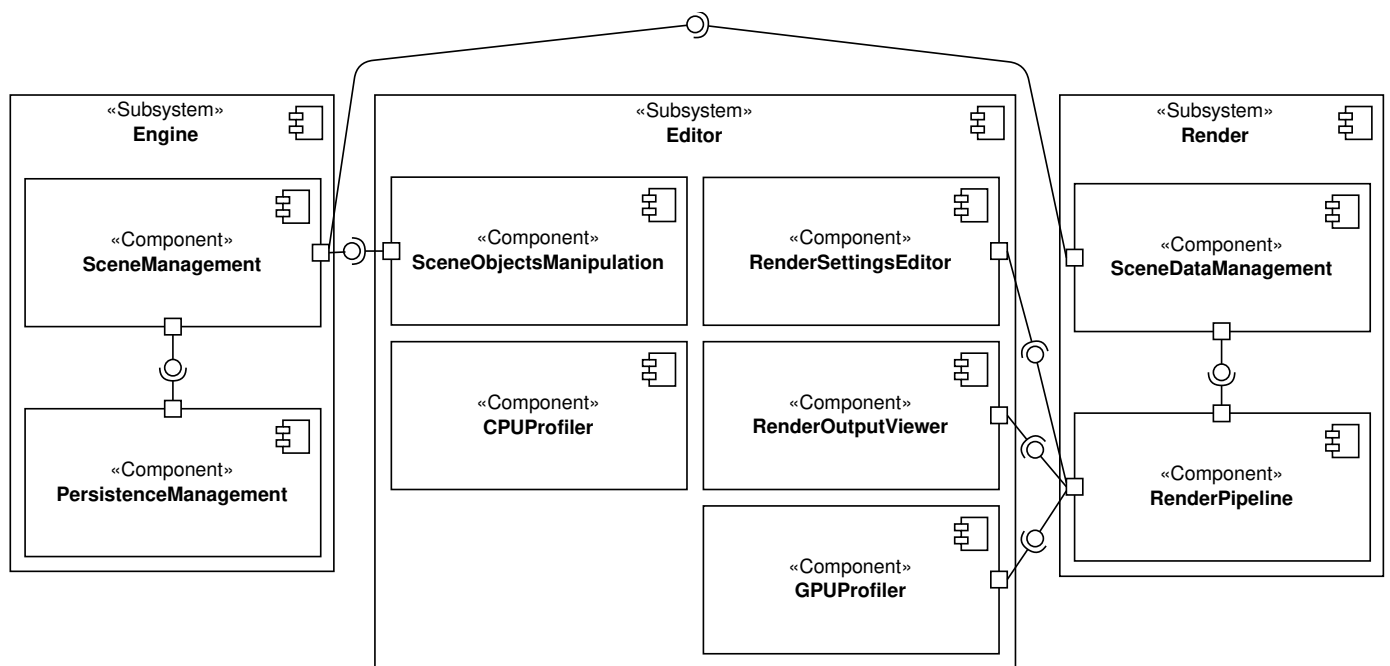 «Subsystem»
Engine
«Component»
SceneManagement
«Component»
PersistenceManagement
«Subsystem»
Editor
«Component»
SceneObjectsManipulation
«Component»
RenderSettingsEditor
«Component»
CPUProfiler
«Component»
RenderOutputViewer
«Component»
GPUProfiler
«Subsystem»
Render
«Component»
SceneDataManagement
«Component»
RenderPipeline